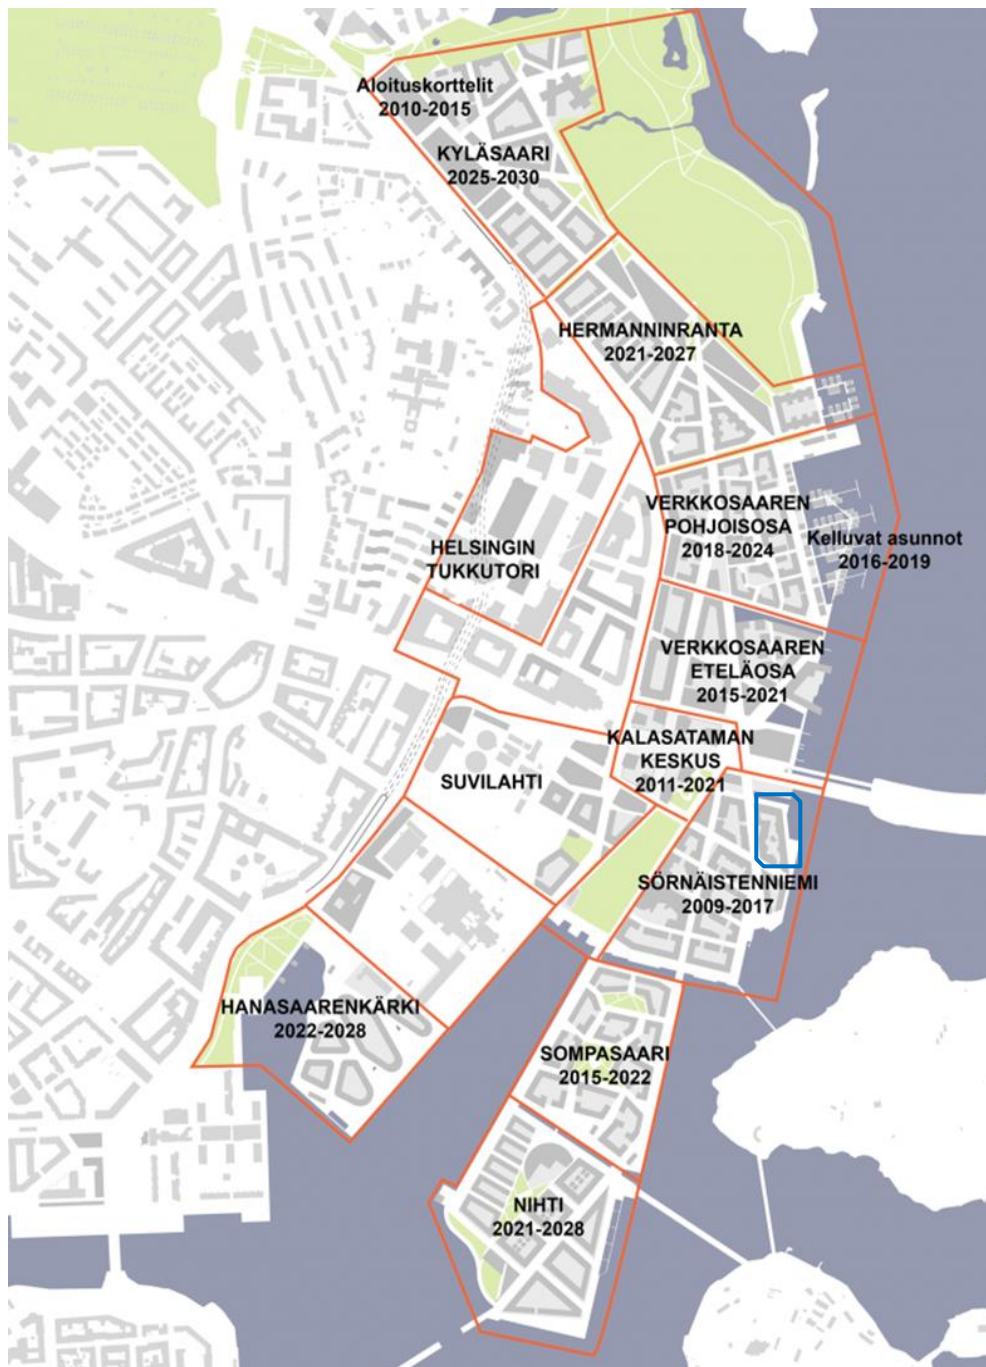 Aloituskorttelit
2010-2015
KYLÄSAARI
2025-2030
HERMANNINRANTA
2021-2027
VERKKOSAAREN
POHJOISOSA
2018-2024
Kelluvat asunnot
2016-2019
HELSINGIN
TUKKUTORI
VERKKOSAAREN
ETELÄOSA
2015-2021
KALASATAMAN
KESKUS
2011-2021
SUVILAHTI
SÖRNÄISTENNIEMI
2009-2017
HANASAARENKÄRKI
2022-2028
SOMPASAARI
2015-2022
NIHTI
2021-2028